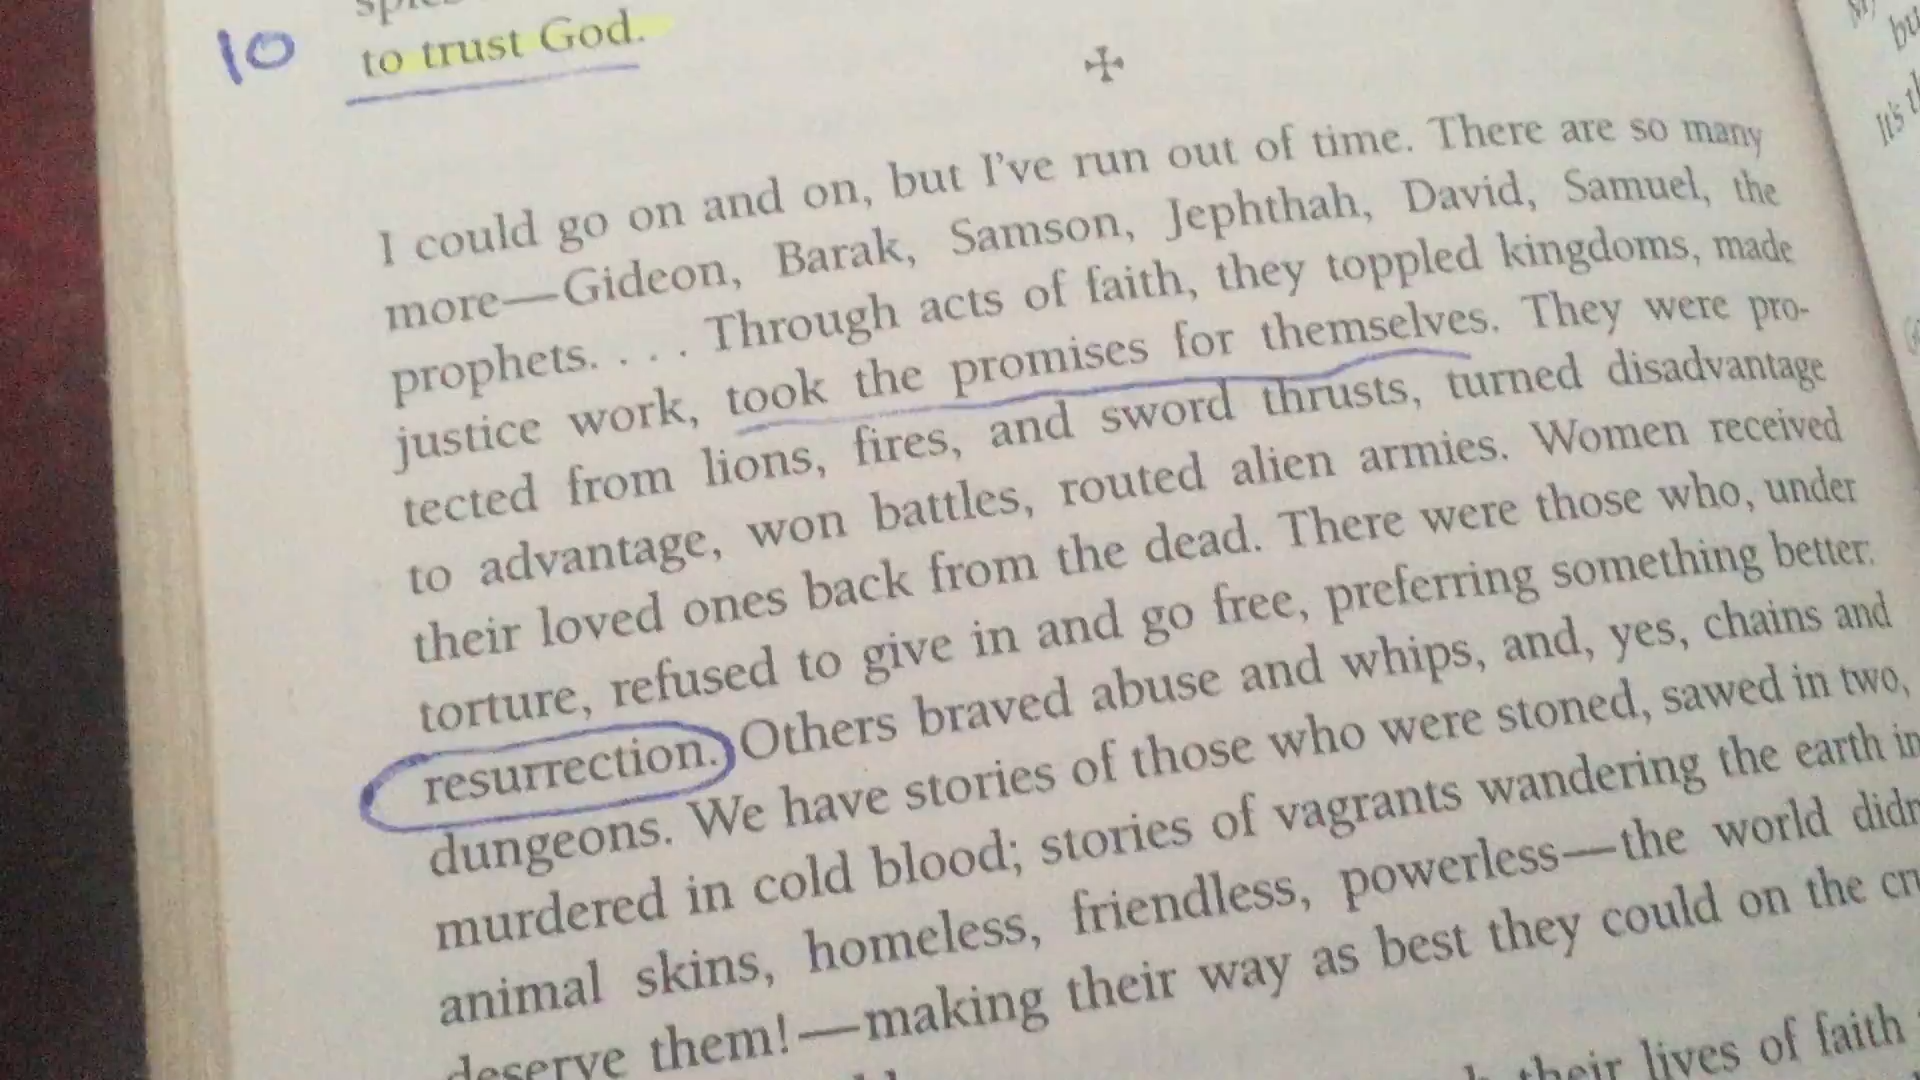 10
to trust God.
I could go on and on, but I've run out of time. There are so many
more—Gideon, Barak, Samson, Jephthah, David, Samuel, the
prophets. . . . Through acts of faith, they toppled kingdoms, made
justice work, took the promises for themselves. They were pro-
tected from lions, fires, and sword thrusts, turned disadvantage
to advantage, won battles, routed alien armies. Women received
their loved ones back from the dead. There were those who, under
torture, refused to give in and go free, preferring something better:
resurrection. Others braved abuse and whips, and, yes, chains and
dungeons. We have stories of those who were stoned, sawed in two,
murdered in cold blood; stories of vagrants wandering the earth in
animal skins, homeless, friendless, powerless—the world
deserve them!—making their way as best they could on the
their lives of faith
but
It's